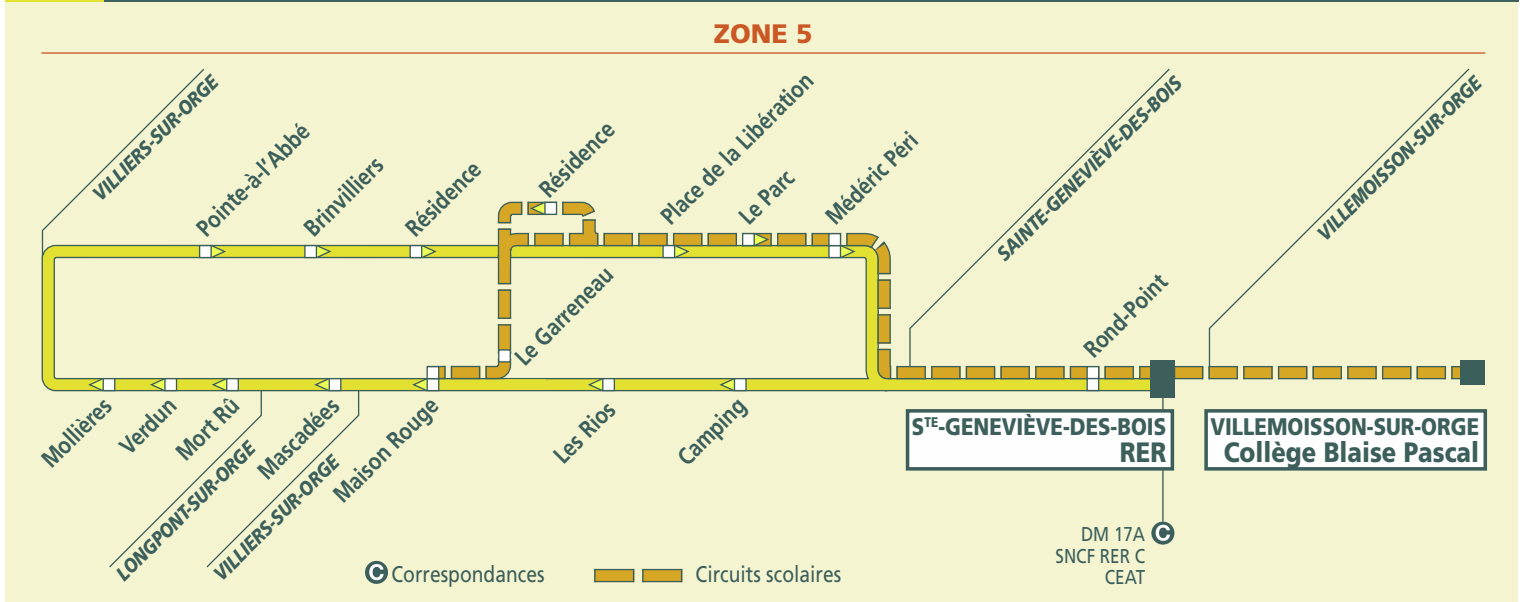 ZONE 5
VILLIERS-SUR-ORGE
Pointe-à-l'Abbé
Brinvilliers
Résidence
Résidence
Place de la Libération
Le Parc
Médéric Péri
SAINTE-GENEVIÈVE-DES-BOIS
VILLEMOISSON-SUR-ORGE
Le Garreneau
Rond-Point
Mollières
Verdun
Mort Rû
LONGPONT-SUR-ORGE
Mascadées
VILLIERS-SUR-ORGE
Maison Rouge
Les Rios
Camping
STE-GENEVIÈVE-DES-BOIS
RER
VILLEMOISSON-SUR-ORGE
Collège Blaise Pascal
DM 17A C
SNCF RER C
CEAT
C Correspondances
Circuits scolaires